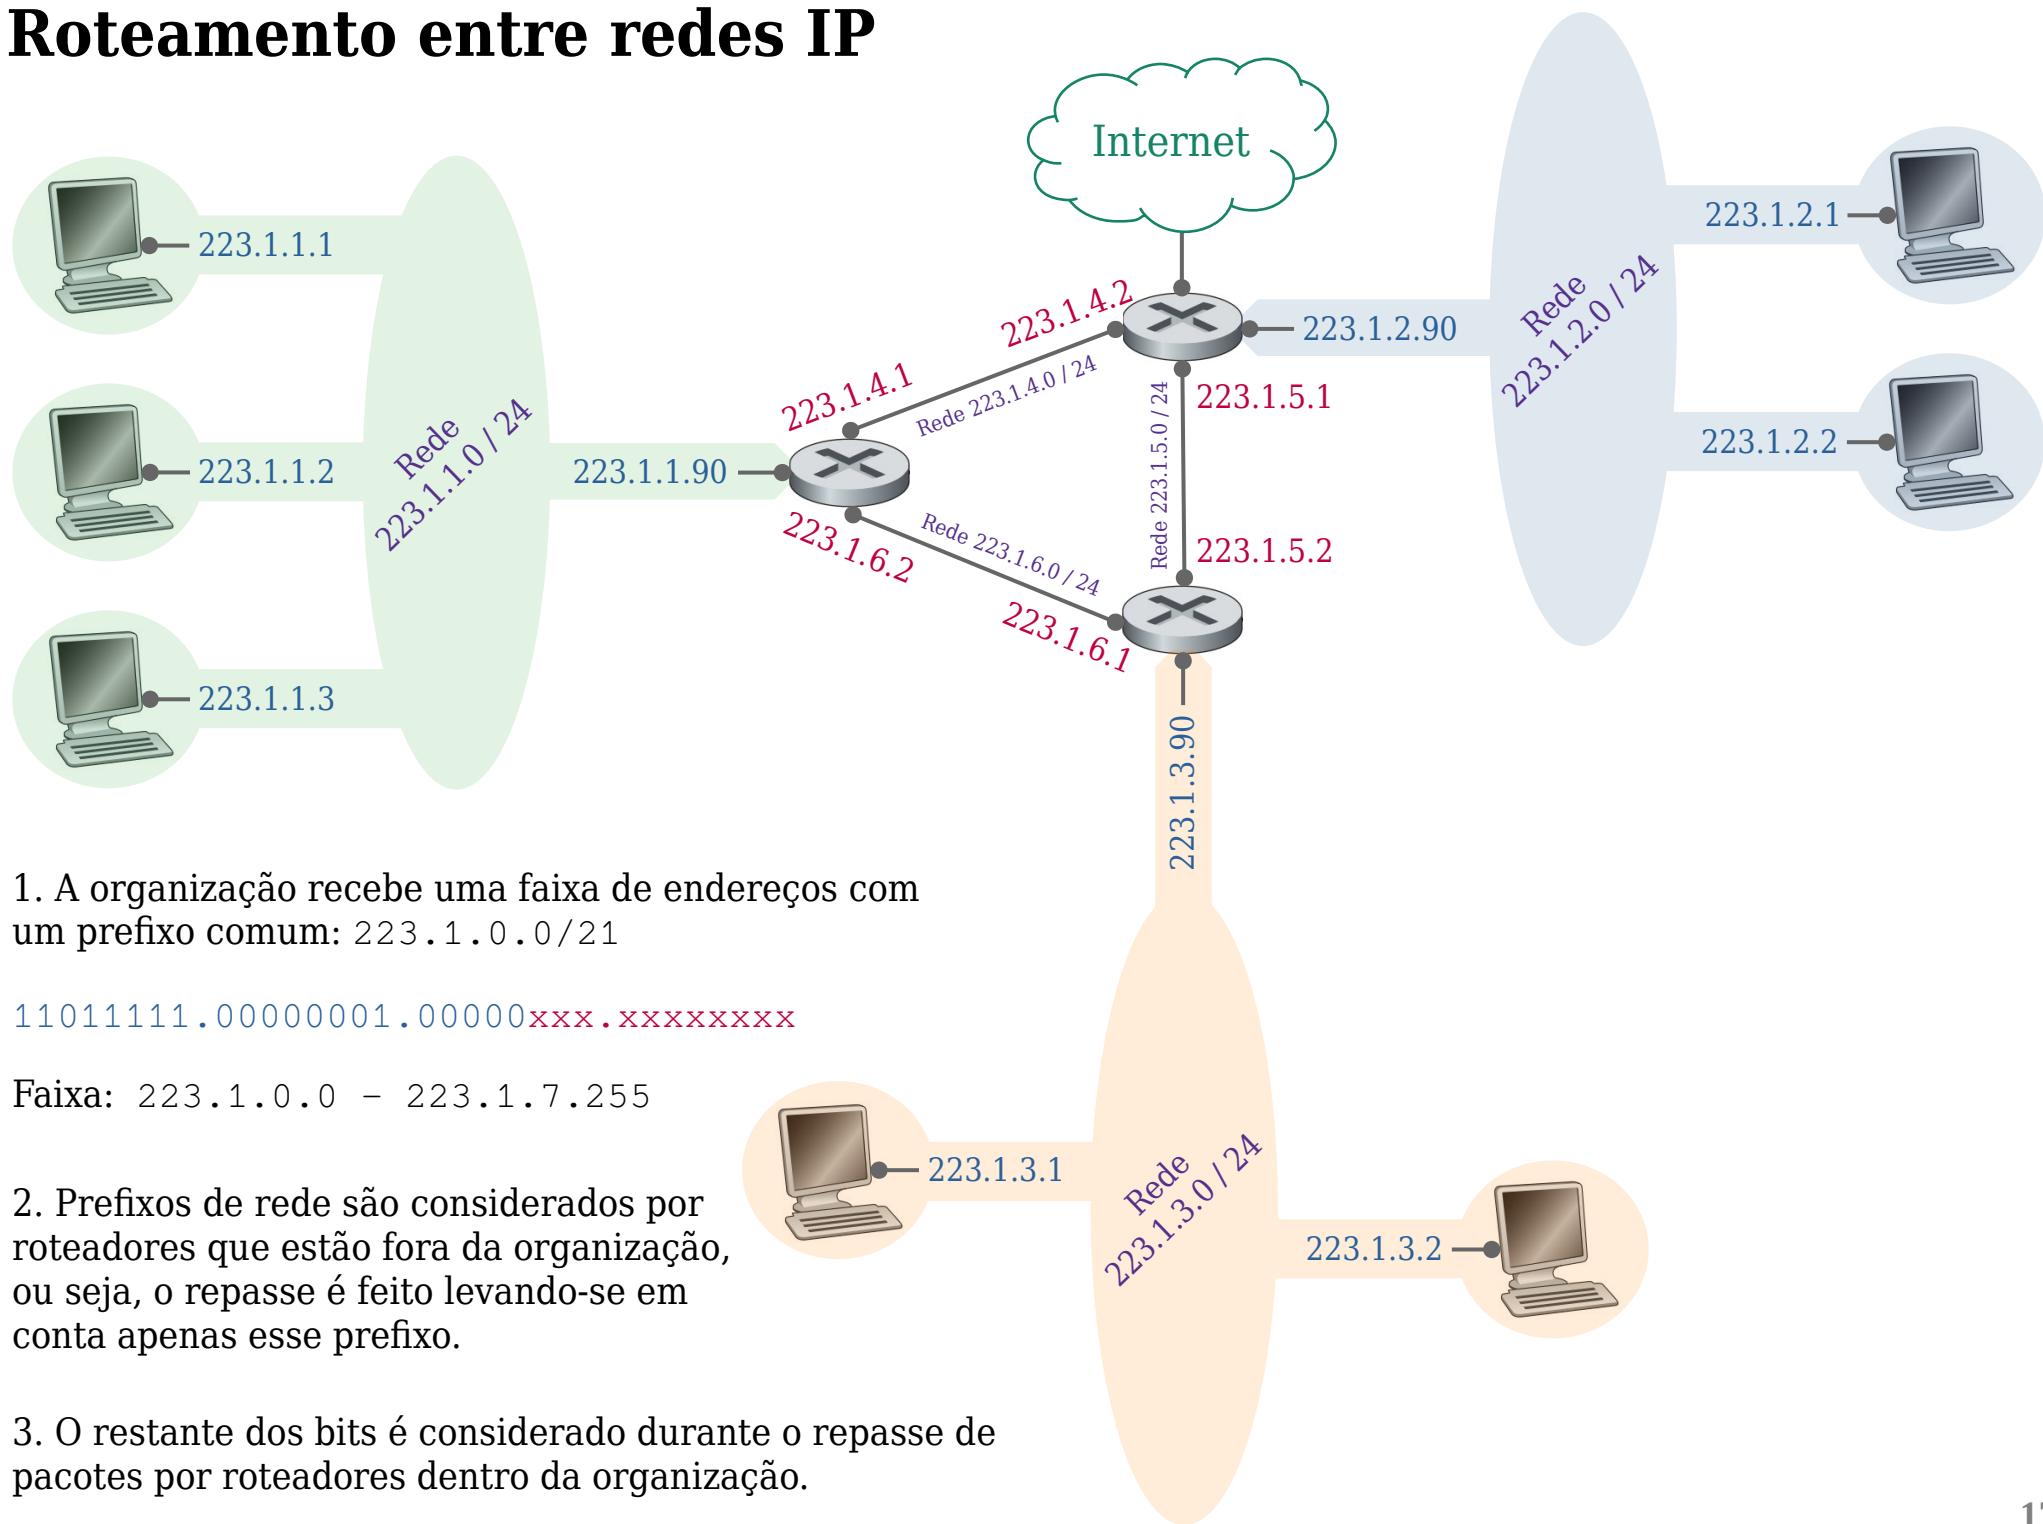 Roteamento entre redes IP
Internet
223.1.1.1
223.1.1.2
223.1.1.3
Rede
223.1.1.0 / 24
223.1.1.90
223.1.4.1
223.1.4.2
Rede 223.1.4.0 / 24
223.1.6.2
Rede 223.1.6.0 / 24
223.1.6.1
Rede 223.1.5.0 / 24
223.1.5.1
223.1.5.2
223.1.2.90
Rede
223.1.2.0 / 24
223.1.2.1
223.1.2.2
223.1.3.90
Rede
223.1.3.0 / 24
223.1.3.1
223.1.3.2
1. A organização recebe uma faixa de endereços com
um prefixo comum: 223.1.0.0/21
11011111.00000001.00000xxx.xxxxxxxx
Faixa: 223.1.0.0 – 223.1.7.255
2. Prefixos de rede são considerados por
roteadores que estão fora da organização,
ou seja, o repasse é feito levando-se em
conta apenas esse prefixo.
3. O restante dos bits é considerado durante o repasse de
pacotes por roteadores dentro da organização.